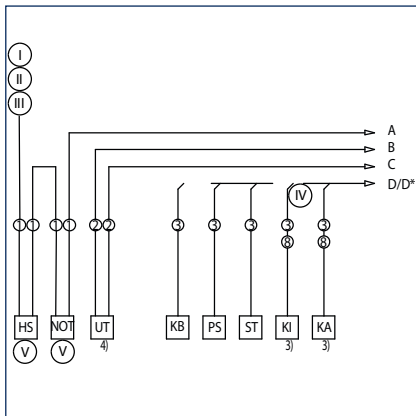 I
II
III
A
B
C
D/D*
IV
1 1 1 1 2 2 3 3 3 3 3
8 8
HS NOT UT KB PS ST KI KA
V V 4) 3) 3)